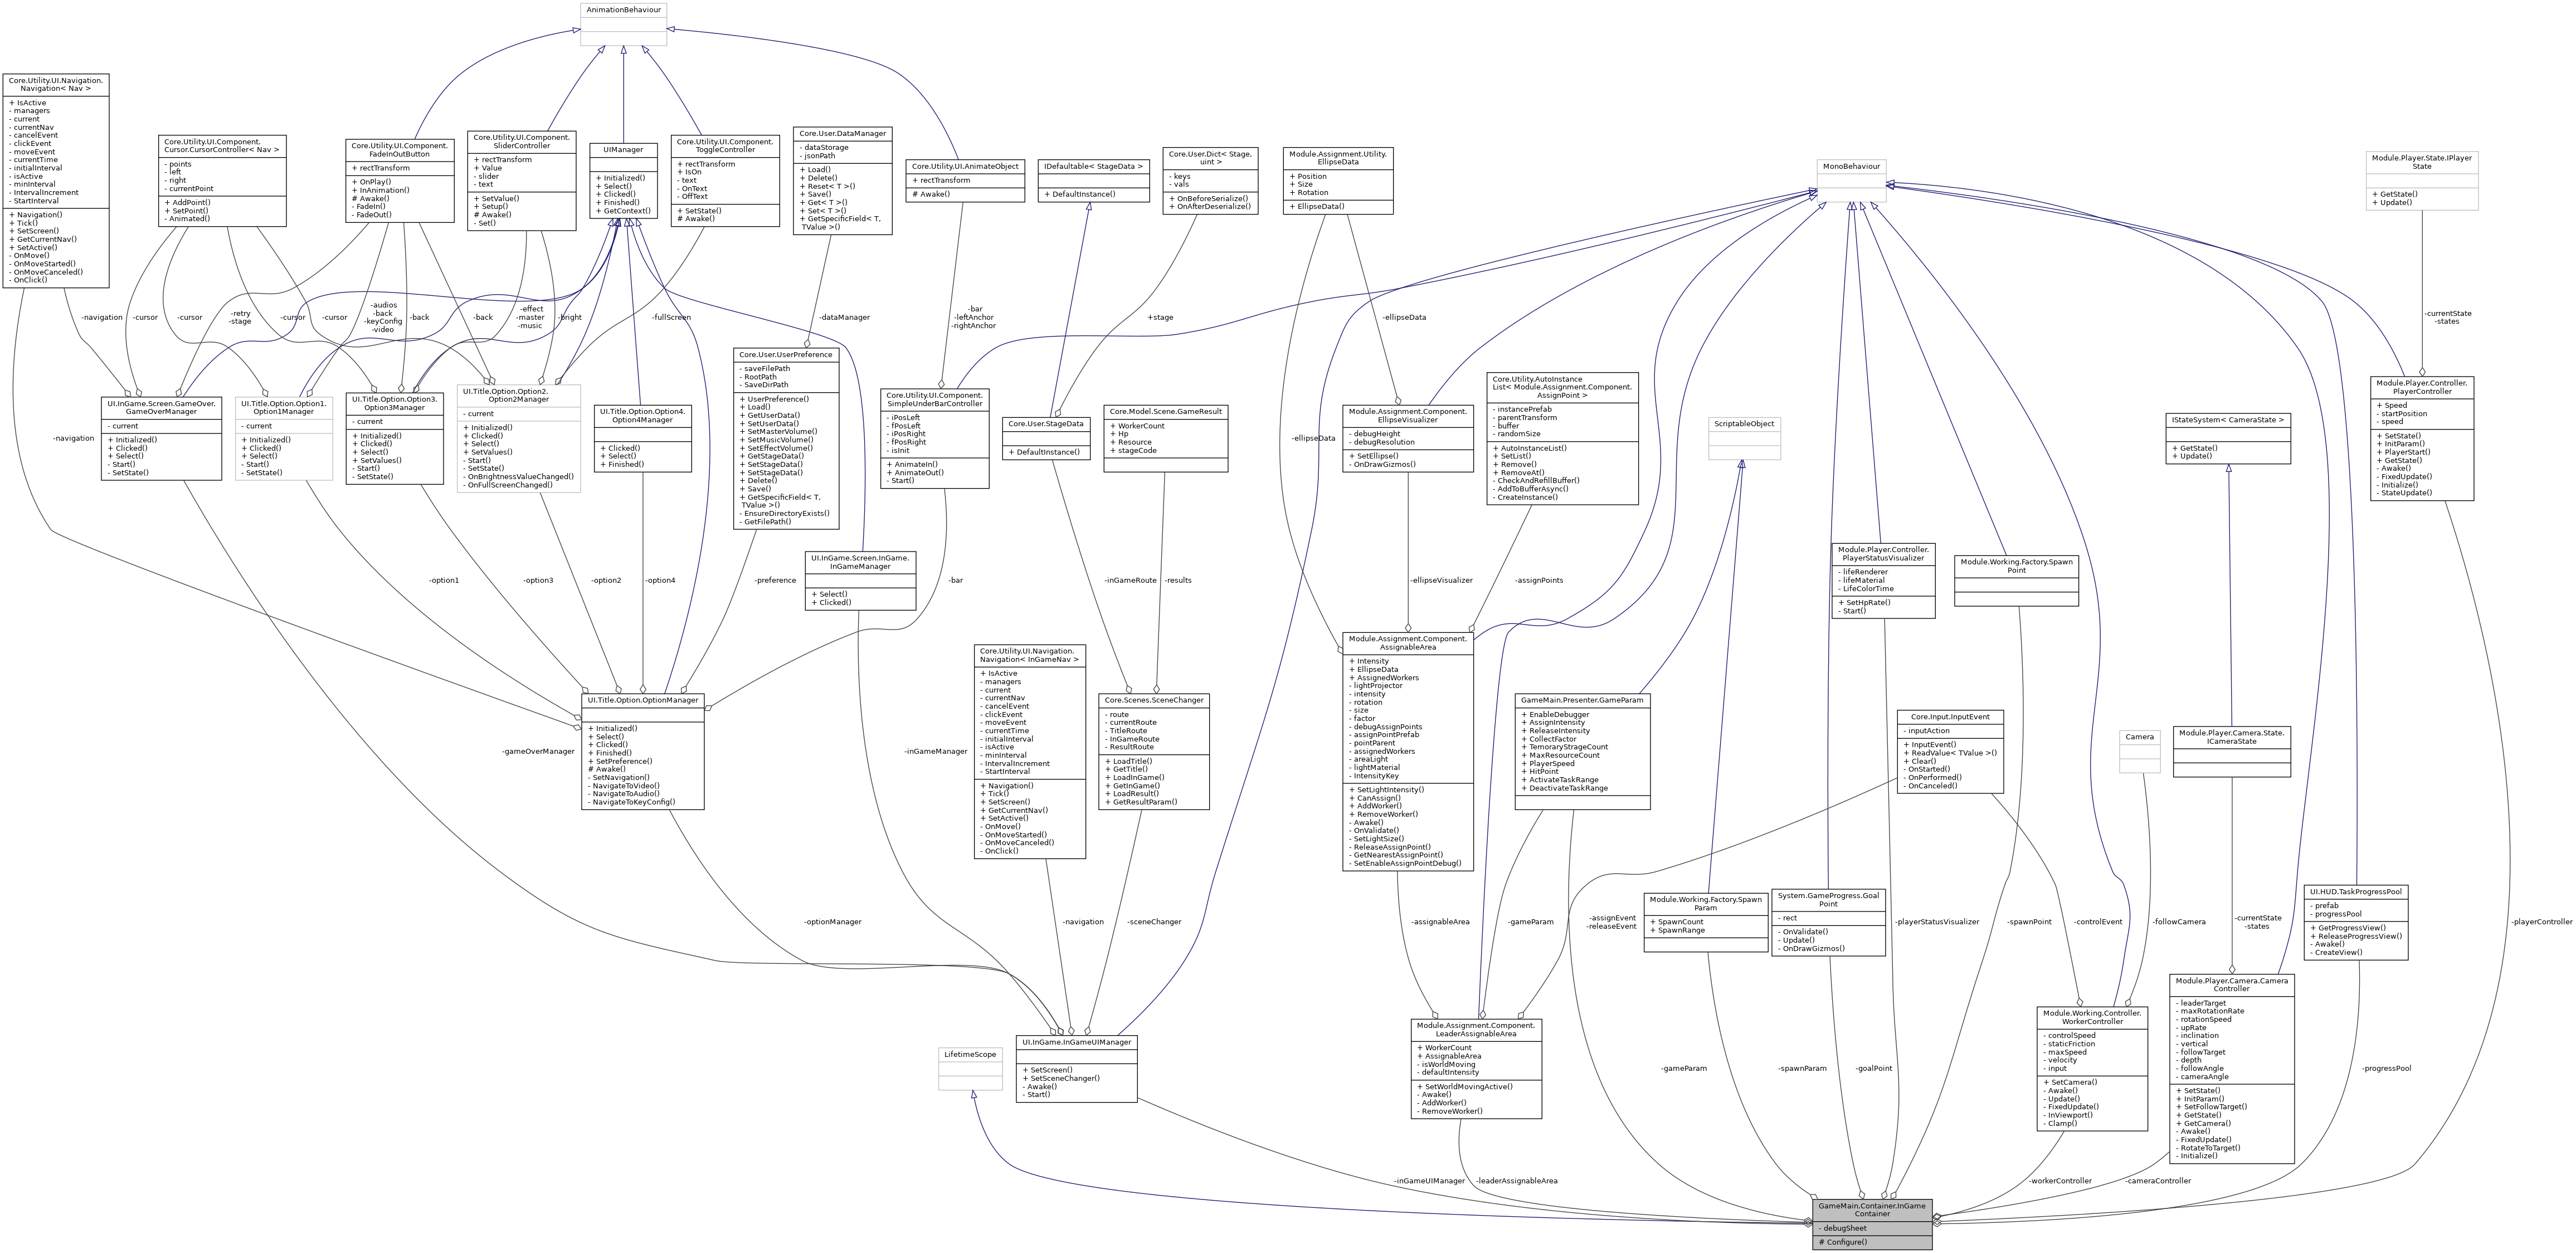 AnimationBehaviour
Core.Utility.UI.Navigation.
Navigation< Nav >
+ IsActive
- managers
- current
- currentNav
- cancelEvent
- clickEvent
- moveEvent
- currentTime
- initialInterval
- isActive
- minInterval
- IntervalIncrement
- StartInterval
+ Navigation()
+ Tick()
+ SetScreen()
+ GetCurrentNav()
+ SetActive()
- OnMove()
- OnMoveStarted()
- OnMoveCanceled()
- OnClick()
Core.Utility.UI.Component.
Cursor.CursorController< Nav >
- points
- left
- right
- currentPoint
+ AddPoint()
+ SetPoint()
- Animated()
Core.Utility.UI.Component.
FadeInOutButton
+ rectTransform
+ OnPlay()
+ InAnimation()
# Awake()
- FadeIn()
- FadeOut()
Core.Utility.UI.Component.
SliderController
+ rectTransform
+ Value
- slider
- text
+ SetValue()
+ Setup()
# Awake()
- Set()
UIManager
+ Initialized()
+ Select()
+ Clicked()
+ Finished()
+ GetContext()
Core.Utility.UI.Component.
ToggleController
+ rectTransform
+ IsOn
- text
- OnText
- OffText
+ SetState()
# Awake()
Core.User.DataManager
- dataStorage
- jsonPath
+ Load()
+ Delete()
+ Reset< T >()
+ Save()
+ Get< T >()
+ Set< T >()
+ GetSpecificField< T,
TValue >()
Core.Utility.UI.AnimateObject
+ rectTransform
# Awake()
IDefaultable< StageData >
+ DefaultInstance()
Core.User.Dict< Stage,
uint >
- keys
- vals
+ OnBeforeSerialize()
+ OnAfterDeserialize()
Module.Assignment.Utility.
EllipseData
+ Position
+ Size
+ Rotation
+ EllipseData()
MonoBehaviour
Module.Player.State.IPlayer
State
+ GetState()
+ Update()
-navigation
-cursor
-cursor
-retry
-stage
-cursor
-cursor
-audios
-back
-keyConfig
-video
-back
-back
-effect
-master
-music
-bright
-fullScreen
-dataManager
-bar
-leftAnchor
-rightAnchor
+stage
-ellipseData
-currentState
-states
UI.InGame.Screen.GameOver.
GameOverManager
- current
+ Initialized()
+ Clicked()
+ Select()
- Start()
- SetState()
UI.Title.Option.Option1.
Option1Manager
- current
+ Initialized()
+ Clicked()
+ Select()
- Start()
- SetState()
UI.Title.Option.Option3.
Option3Manager
- current
+ Initialized()
+ Clicked()
+ Select()
+ SetValues()
- Start()
- SetState()
UI.Title.Option.Option2.
Option2Manager
- current
+ Initialized()
+ Clicked()
+ Select()
+ SetValues()
- Start()
- SetState()
- OnBrightnessValueChanged()
- OnFullScreenChanged()
UI.Title.Option.Option4.
Option4Manager
+ Clicked()
+ Select()
+ Finished()
Core.User.UserPreference
- saveFilePath
- RootPath
- SaveDirPath
+ UserPreference()
+ Load()
+ GetUserData()
+ SetUserData()
+ SetMasterVolume()
+ SetMusicVolume()
+ SetEffectVolume()
+ GetStageData()
+ SetStageData()
+ SetStageData()
+ Delete()
+ Save()
+ GetSpecificField< T,
TValue >()
- EnsureDirectoryExists()
- GetFilePath()
Core.Utility.UI.Component.
SimpleUnderBarController
- iPosLeft
- fPosLeft
- iPosRight
- fPosRight
- isInit
+ AnimateIn()
+ AnimateOut()
- Start()
Core.User.StageData
+ DefaultInstance()
Core.Model.Scene.GameResult
+ WorkerCount
+ Hp
+ Resource
+ stageCode
-ellipseData
Module.Assignment.Component.
EllipseVisualizer
- debugHeight
- debugResolution
+ SetEllipse()
- OnDrawGizmos()
Core.Utility.AutoInstance
List< Module.Assignment.Component.
AssignPoint >
- instancePrefab
- parentTransform
- buffer
- randomSize
+ AutoInstanceList()
+ SetList()
+ Remove()
+ RemoveAt()
- CheckAndRefillBuffer()
- AddToBufferAsync()
- CreateInstance()
ScriptableObject
IStateSystem< CameraState >
+ GetState()
+ Update()
Module.Player.Controller.
PlayerController
+ Speed
- startPosition
- speed
+ SetState()
+ InitParam()
+ PlayerStart()
+ GetState()
- Awake()
- FixedUpdate()
- Initialize()
- StateUpdate()
-navigation
-option1
-option3
-option2
-option4
-preference
UI.InGame.Screen.InGame.
InGameManager
+ Select()
+ Clicked()
-bar
-inGameRoute
-results
-ellipseVisualizer
-assignPoints
Module.Player.Controller.
PlayerStatusVisualizer
- lifeRenderer
- lifeMaterial
- LifeColorTime
+ SetHpRate()
- Start()
Module.Working.Factory.Spawn
Point
UI.Title.Option.OptionManager
+ Initialized()
+ Select()
+ Clicked()
+ Finished()
+ SetPreference()
# Awake()
- SetNavigation()
- NavigateToVideo()
- NavigateToAudio()
- NavigateToKeyConfig()
-gameOverManager
-inGameManager
Core.Utility.UI.Navigation.
Navigation< InGameNav >
+ IsActive
- managers
- current
- currentNav
- cancelEvent
- clickEvent
- moveEvent
- currentTime
- initialInterval
- isActive
- minInterval
- IntervalIncrement
- StartInterval
+ Navigation()
+ Tick()
+ SetScreen()
+ GetCurrentNav()
+ SetActive()
- OnMove()
- OnMoveStarted()
- OnMoveCanceled()
- OnClick()
Core.Scenes.SceneChanger
- route
- currentRoute
- TitleRoute
- InGameRoute
- ResultRoute
+ LoadTitle()
+ GetTitle()
+ LoadInGame()
+ GetInGame()
+ LoadResult()
+ GetResultParam()
Module.Assignment.Component.
AssignableArea
+ Intensity
+ EllipseData
+ AssignedWorkers
- lightProjector
- intensity
- rotation
- size
- factor
- debugAssignPoints
- assignPointPrefab
- pointParent
- assignedWorkers
- areaLight
- lightMaterial
- IntensityKey
+ SetLightIntensity()
+ CanAssign()
+ AddWorker()
+ RemoveWorker()
- Awake()
- OnValidate()
- SetLightSize()
- ReleaseAssignPoint()
- GetNearestAssignPoint()
- SetEnableAssignPointDebug()
GameMain.Presenter.GameParam
+ EnableDebugger
+ AssignIntensity
+ ReleaseIntensity
+ CollectFactor
+ TemoraryStrageCount
+ MaxResourceCount
+ PlayerSpeed
+ HitPoint
+ ActivateTaskRange
+ DeactivateTaskRange
Core.Input.InputEvent
- inputAction
+ InputEvent()
+ ReadValue< TValue >()
+ Clear()
- OnStarted()
- OnPerformed()
- OnCanceled()
Camera
Module.Player.Camera.State.
ICameraState
-optionManager
-navigation
-sceneChanger
-assignableArea
-gameParam
-assignEvent
-releaseEvent
Module.Working.Factory.Spawn
Param
+ SpawnCount
+ SpawnRange
System.GameProgress.Goal
Point
- rect
- OnValidate()
- Update()
- OnDrawGizmos()
-playerStatusVisualizer
-spawnPoint
-controlEvent
-followCamera
-currentState
-states
UI.HUD.TaskProgressPool
- prefab
- progressPool
+ GetProgressView()
+ ReleaseProgressView()
- Awake()
- CreateView()
-playerController
LifetimeScope
UI.InGame.InGameUIManager
+ SetScreen()
+ SetSceneChanger()
- Awake()
- Start()
Module.Assignment.Component.
LeaderAssignableArea
+ WorkerCount
+ AssignableArea
- isWorldMoving
- defaultIntensity
+ SetWorldMovingActive()
- Awake()
- AddWorker()
- RemoveWorker()
-gameParam
-spawnParam
-goalPoint
Module.Working.Controller.
WorkerController
- controlSpeed
- staticFriction
- maxSpeed
- velocity
- input
+ SetCamera()
- Awake()
- Update()
- FixedUpdate()
- InViewport()
- Clamp()
Module.Player.Camera.Camera
Controller
- leaderTarget
- maxRotationRate
- rotationSpeed
- upRate
- inclination
- vertical
- followTarget
- depth
- followAngle
- cameraAngle
+ SetState()
+ InitParam()
+ SetFollowTarget()
+ GetState()
+ GetCamera()
- Awake()
- FixedUpdate()
- RotateToTarget()
- Initialize()
-progressPool
-inGameUIManager
-leaderAssignableArea
-workerController
-cameraController
GameMain.Container.InGame
Container
- debugSheet
# Configure()